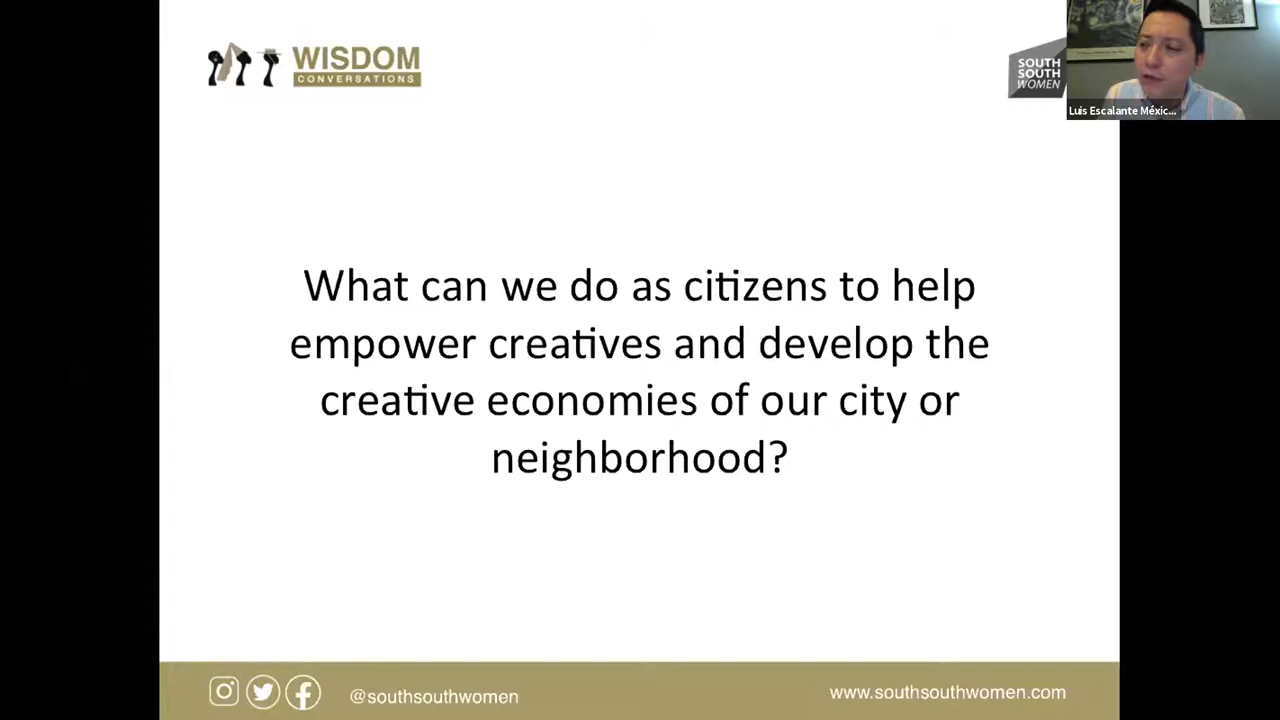 WISDOM
CONVERSATIONS
SOUTH
SOUTH
WOMEN
Luis Escalante Méxic...
What can we do as citizens to help
empower creatives and develop the
creative economies of our city or
neighborhood?
@southsouthwomen
www.southsouthwomen.com